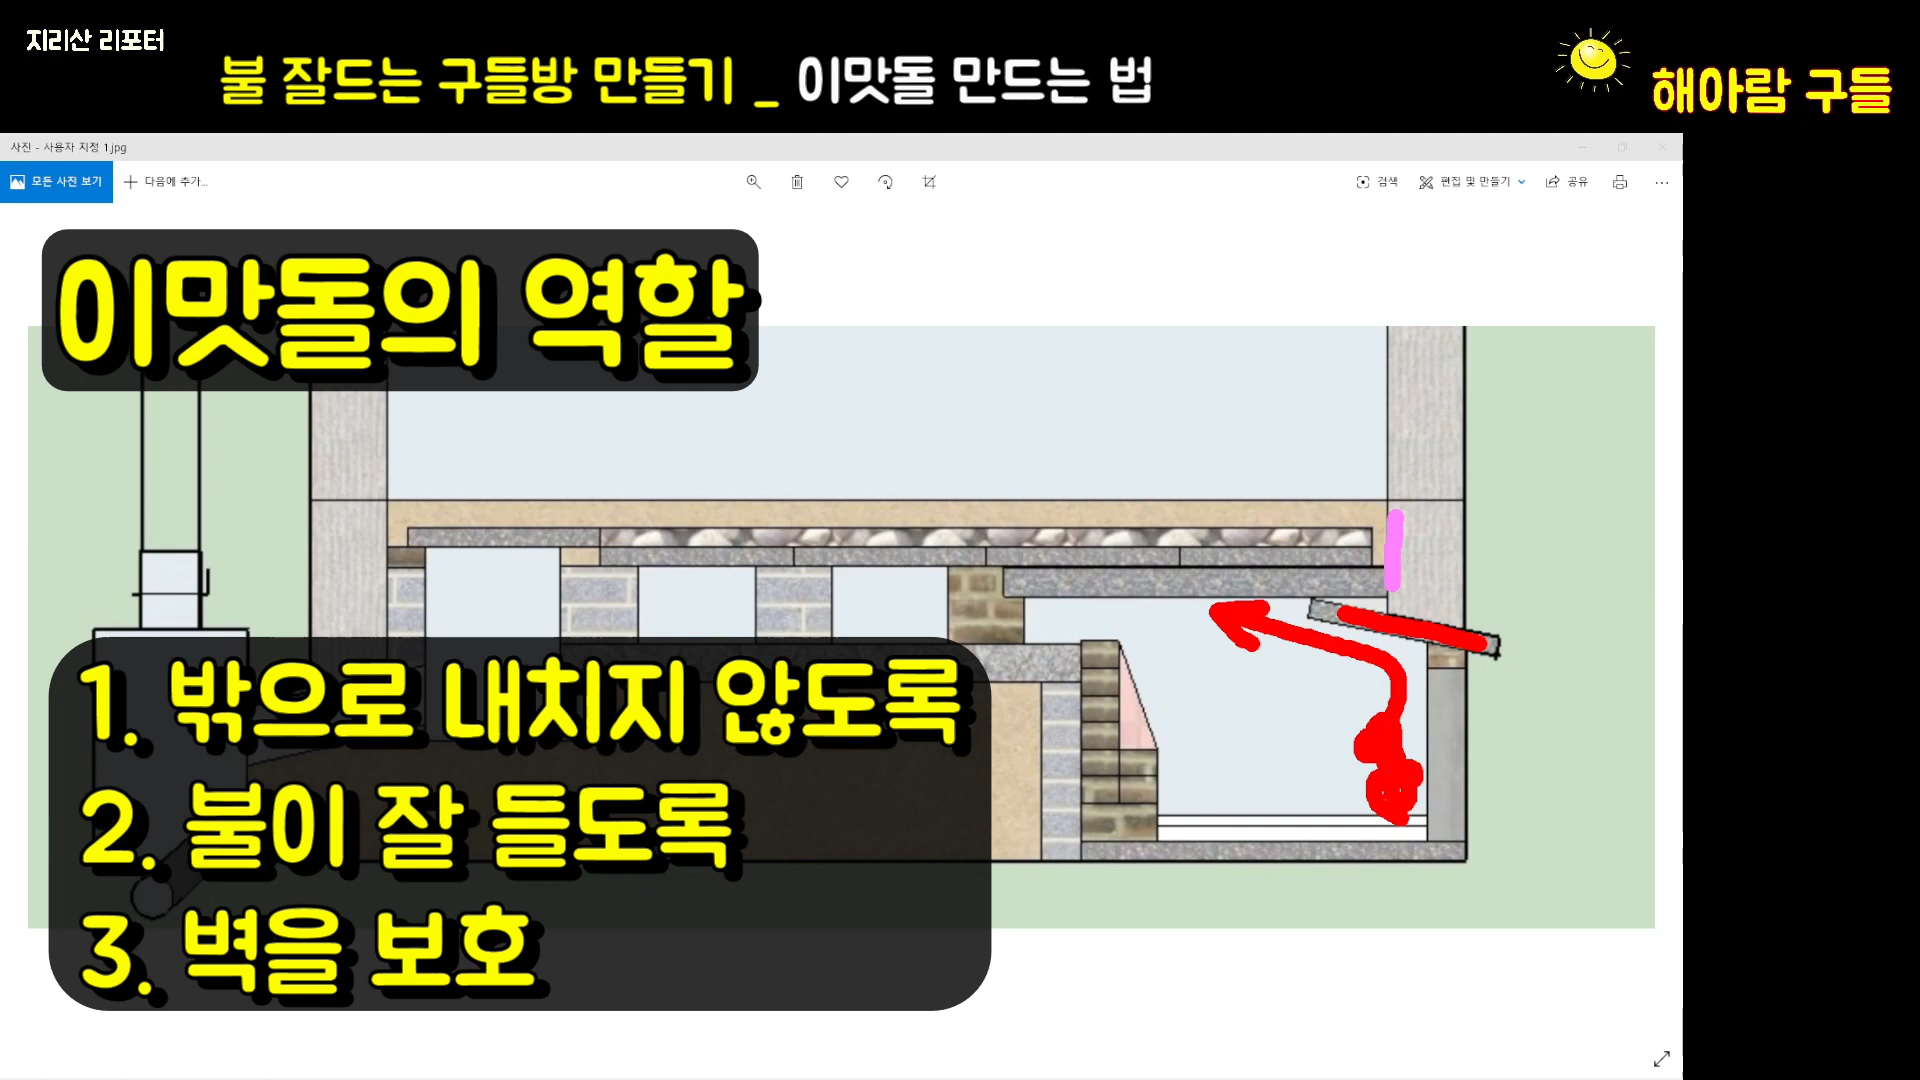 지리산 리포터
불 잘드는 구들방 만들기 _ 이맛돌 만드는 법
해아람 구들
사진 - 사용자 지정 1.jpg
모든 사진 보기
다음에 추가...
검색
편집 및 만들기
공유
이맛돌의 역할
1. 밖으로 내치지 않도록
2. 불이 잘 들도록
3. 벽을 보호